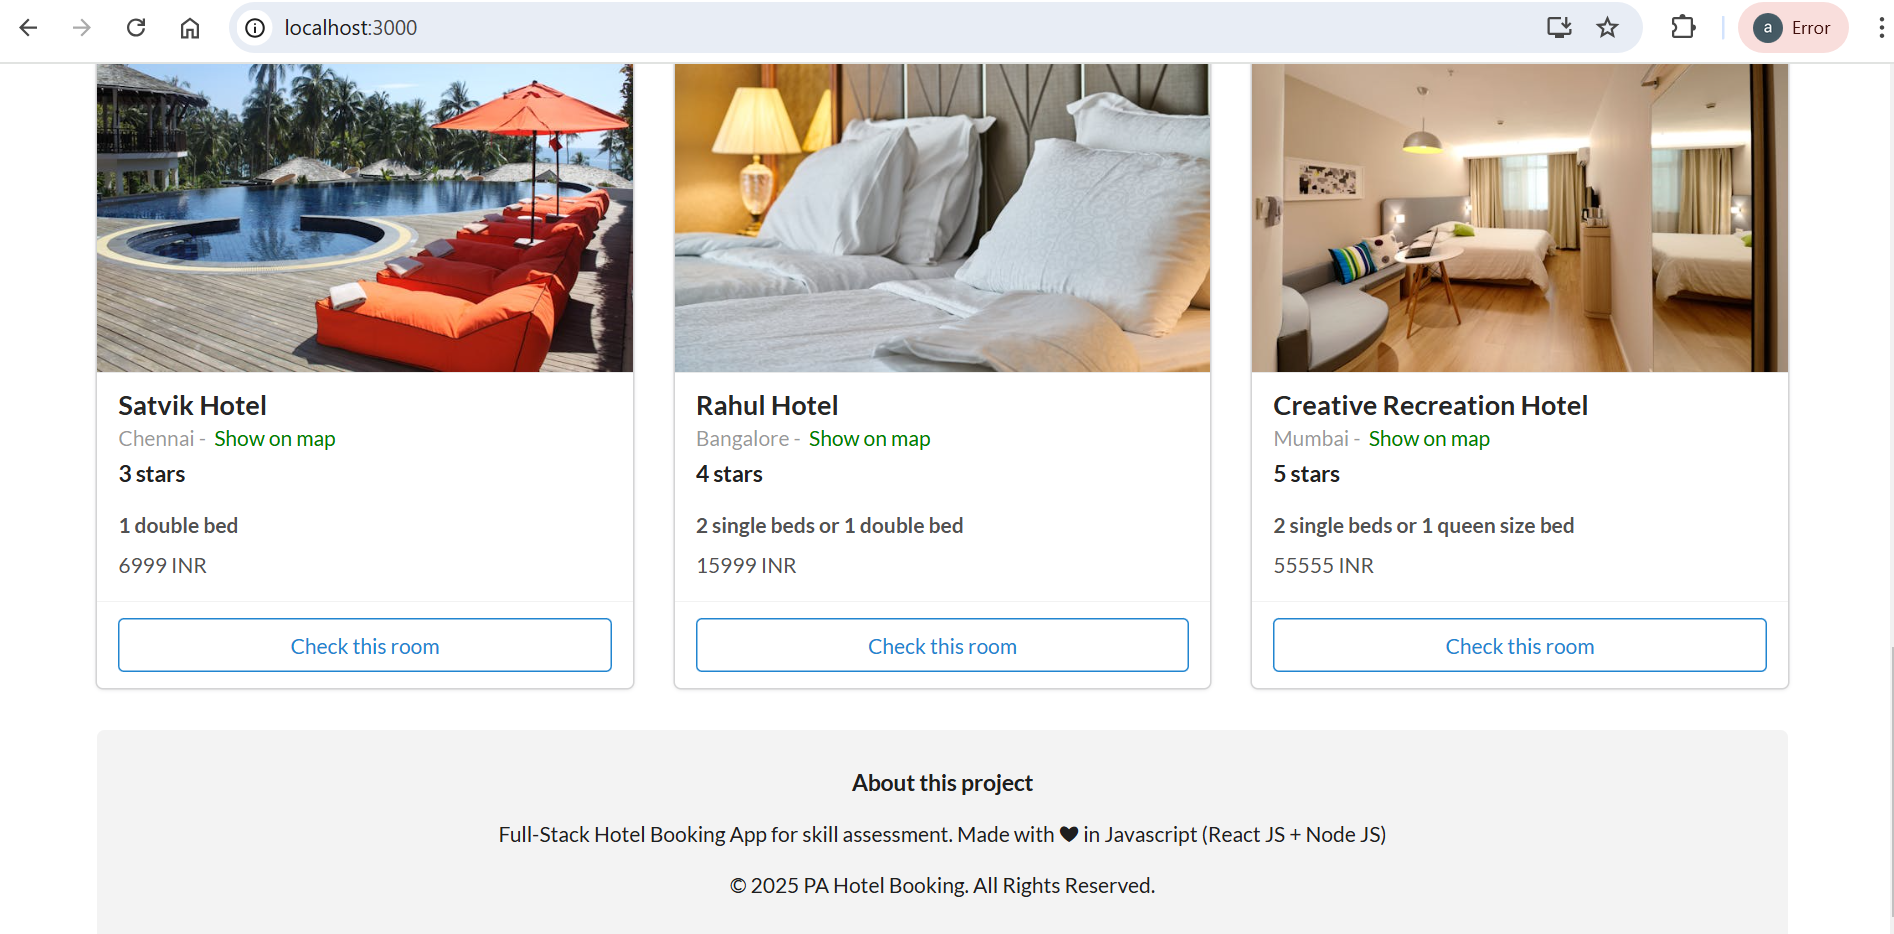 localhost:3000
a Error
Satvik Hotel
Chennai - Show on map
3 stars
1 double bed
6999 INR
Check this room
Rahul Hotel
Bangalore - Show on map
4 stars
2 single beds or 1 double bed
15999 INR
Check this room
Creative Recreation Hotel
Mumbai - Show on map
5 stars
2 single beds or 1 queen size bed
55555 INR
Check this room
About this project
Full-Stack Hotel Booking App for skill assessment. Made with ♥ in Javascript (React JS + Node JS)
© 2025 PA Hotel Booking. All Rights Reserved.